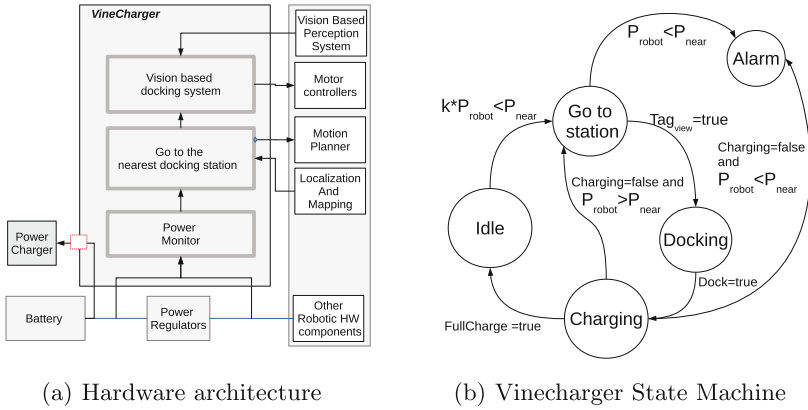 VineCharger
Vision Based
Perception
System
Vision based
docking system
Motor
controllers
Go to the
nearest docking station
Motion
Planner
Localization
And
Mapping
Power
Monitor
Power
Charger
Battery
Power
Regulators
Other
Robotic HW
components
(a) Hardware architecture
P robot<P near
Alarm
k*P robot<P near
Go to
station
Tag view=true
Charging=false
and
P robot<P near
Charging=false and
P robot>P near
Idle
Docking
Dock=true
Charging
FullCharge =true
(b) Vinecharger State Machine